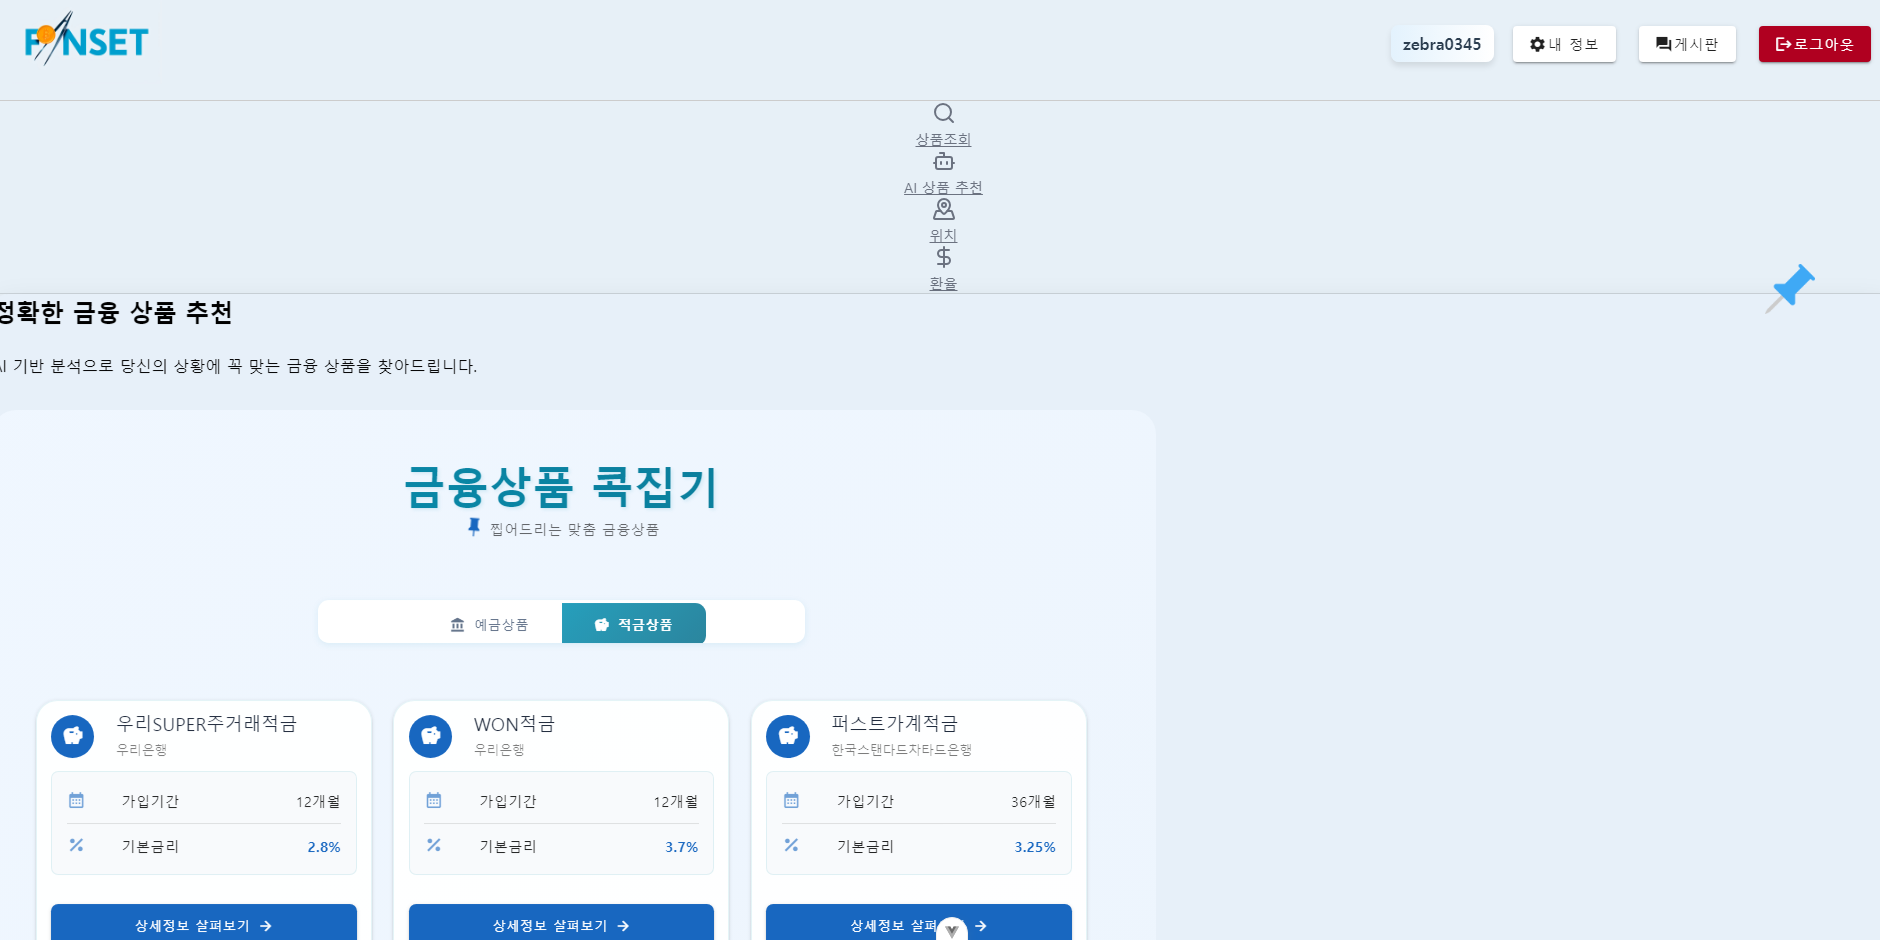 FINSET
zebra0345
내 정보
게시판
로그아웃
상품조회
AI 상품 추천
위치
환율
정확한 금융 상품 추천
AI 기반 분석으로 당신의 상황에 꼭 맞는 금융 상품을 찾아드립니다.
금융상품 콕집기
찝어드리는 맞춤 금융상품
예금상품
적금상품
우리SUPER주거래적금
우리은행
가입기간 12개월
기본금리 2.8%
상세정보 살펴보기
WON적금
우리은행
가입기간 12개월
기본금리 3.7%
상세정보 살펴보기
퍼스트가계적금
한국스탠다드차타드은행
가입기간 36개월
기본금리 3.25%
상세정보